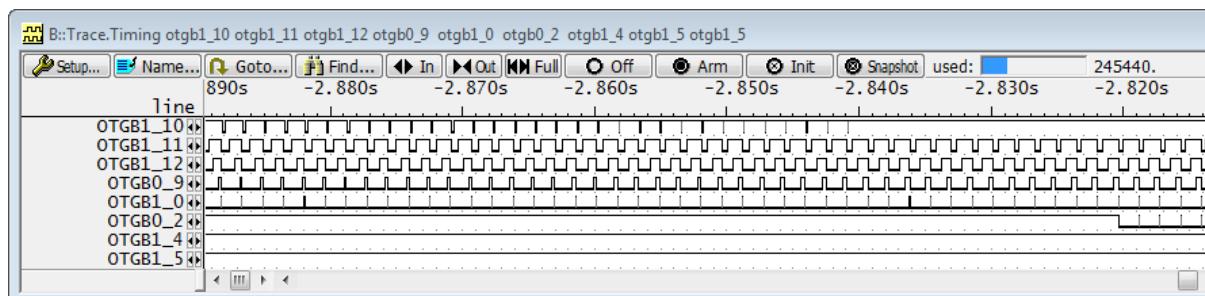 B::Trace.Timing otgb1_10 otgb1_11 otgb1_12 otgb0_9 otgb1_0 otgb0_2 otgb1_4 otgb1_5 otgb1_5
Setup... Name... Goto... Find... In Out Full Off Arm Init Snapshot used: 245440.
890s -2.880s -2.870s -2.860s -2.850s -2.840s -2.830s -2.820s
line
OTGB1_10
OTGB1_11
OTGB1_12
OTGB0_9
OTGB1_0
OTGB0_2
OTGB1_4
OTGB1_5